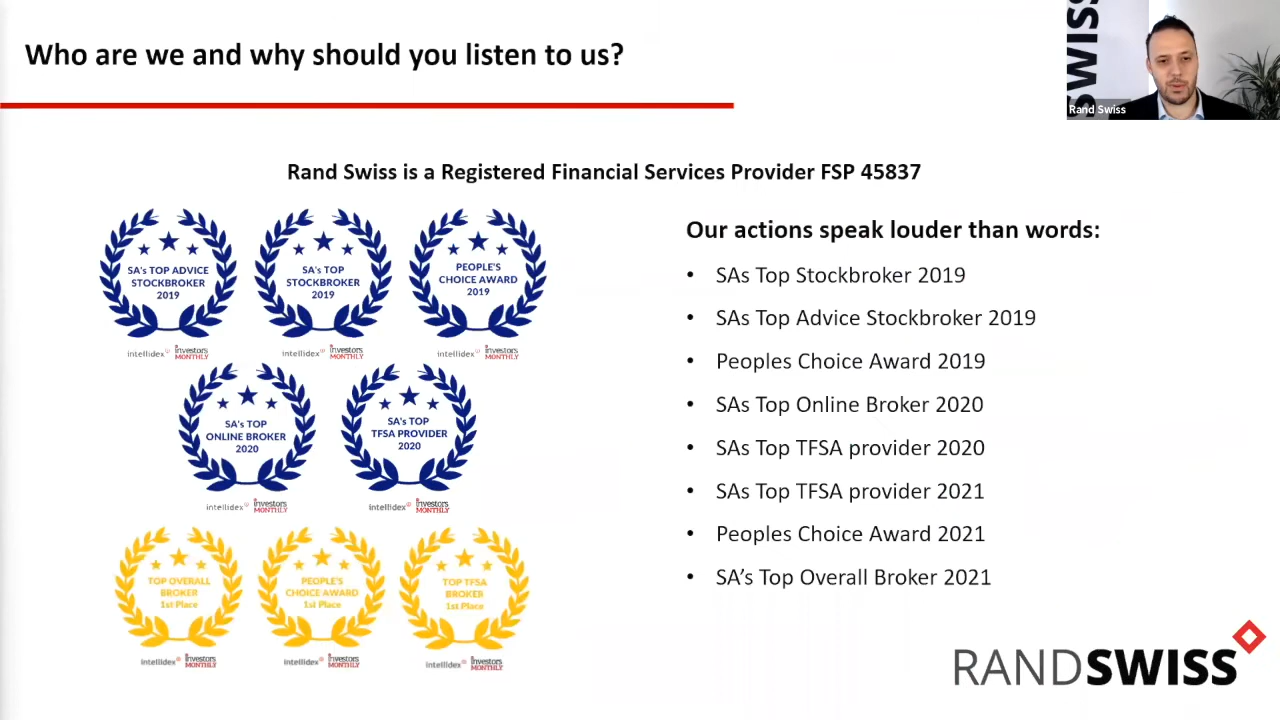 Who are we and why should you listen to us?
SWISS
Rand Swiss
Rand Swiss is a Registered Financial Services Provider FSP 45837
SA's TOP ADVICE
STOCKBROKER
2019
intellidex Investors
MONTHLY
SA's TOP
STOCKBROKER
2019
intellidex Investors
MONTHLY
PEOPLE'S
CHOICE AWARD
2019
intellidex Investors
MONTHLY
SA's TOP
ONLINE BROKER
2020
intellidex Investors
MONTHLY
SA's TOP
TFSA PROVIDER
2020
intellidex Investors
MONTHLY
TOP OVERALL
BROKER
1st Place
intellidex Investors
MONTHLY
PEOPLE'S
CHOICE AWARD
1st Place
intellidex Investors
MONTHLY
TOP TFSA
BROKER
1st Place
intellidex Investors
MONTHLY
Our actions speak louder than words:
• SAs Top Stockbroker 2019
• SAs Top Advice Stockbroker 2019
• Peoples Choice Award 2019
• SAs Top Online Broker 2020
• SAs Top TFSA provider 2020
• SAs Top TFSA provider 2021
• Peoples Choice Award 2021
• SA’s Top Overall Broker 2021
RANDSWISS